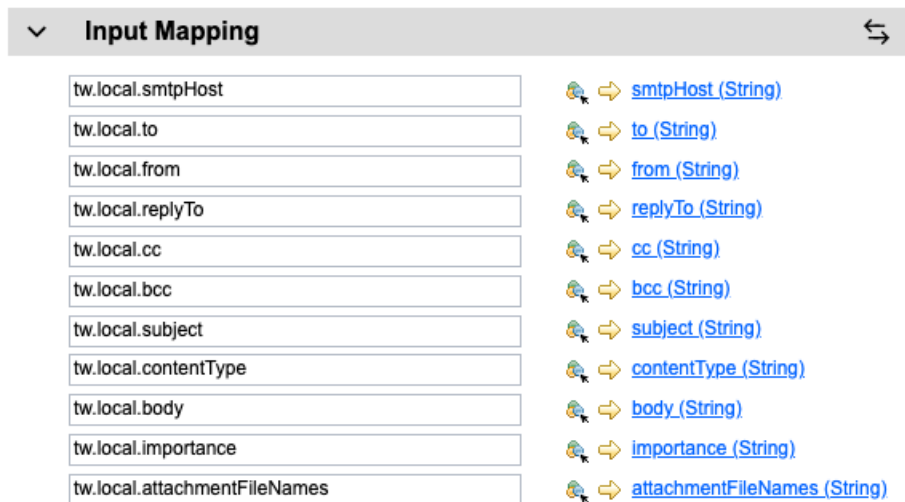 Input Mapping
tw.local.smtpHost smtpHost (String)
tw.local.to to (String)
tw.local.from from (String)
tw.local.replyTo replyTo (String)
tw.local.cc cc (String)
tw.local.bcc bcc (String)
tw.local.subject subject (String)
tw.local.contentType contentType (String)
tw.local.body body (String)
tw.local.importance importance (String)
tw.local.attachmentFileNames attachmentFileNames (String)